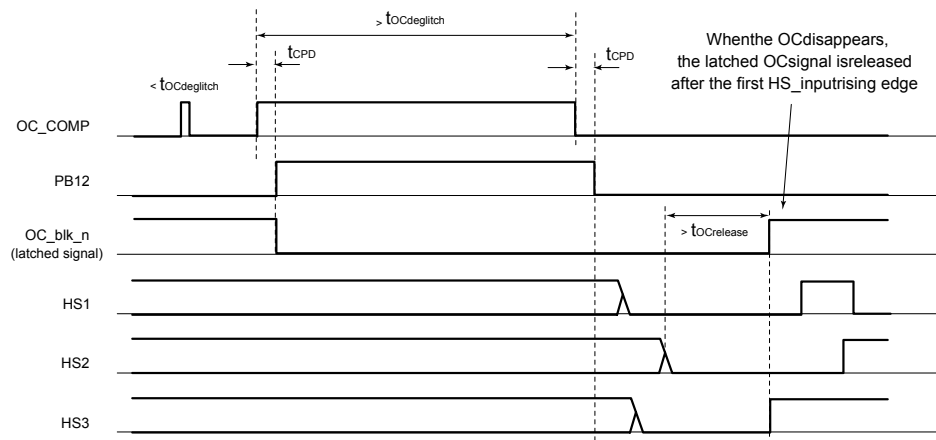 > tOCdeglitch
tCPD
tCPD
< tOCdeglitch
Whenthe OCdisappears,
the latched OCsignal isreleased
after the first HS_inputrising edge
OC_COMP
PB12
OC_blk_n
(latched signal)
> tOCrelease
HS1
HS2
HS3